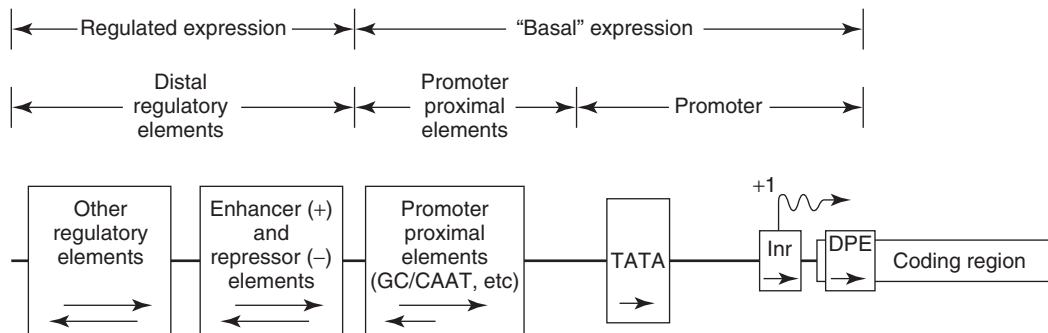 Regulated expression
“Basal” expression
Distal
regulatory
elements
Promoter
proximal
elements
Promoter
Other
regulatory
elements
Enhancer (+)
and
repressor (−)
elements
Promoter
proximal
elements
(GC/CAAT, etc)
TATA
+1
Inr
DPE
Coding region